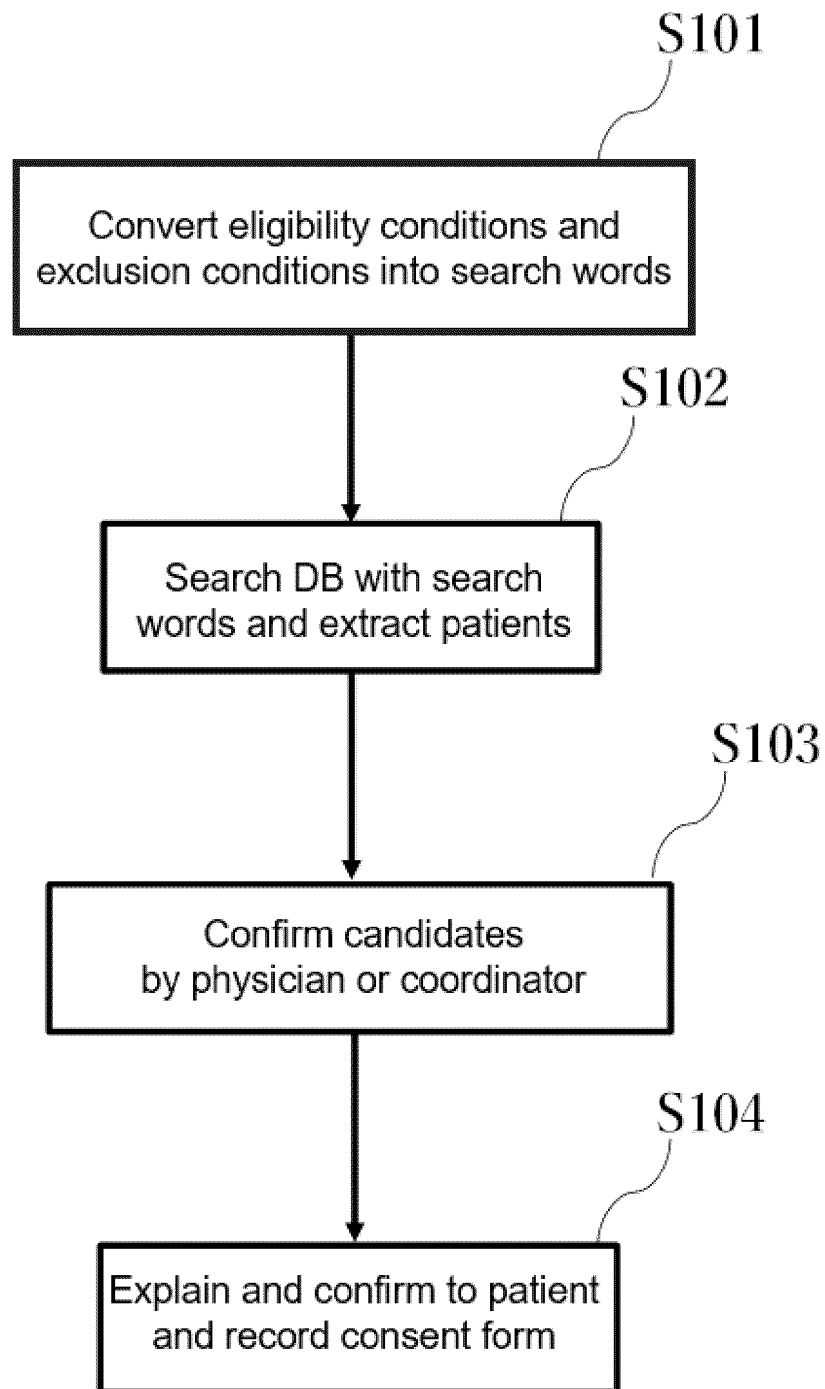 S101
Convert eligibility conditions and
exclusion conditions into search words
S102
Search DB with search
words and extract patients
S103
Confirm candidates
by physician or coordinator
S104
Explain and confirm to patient
and record consent form